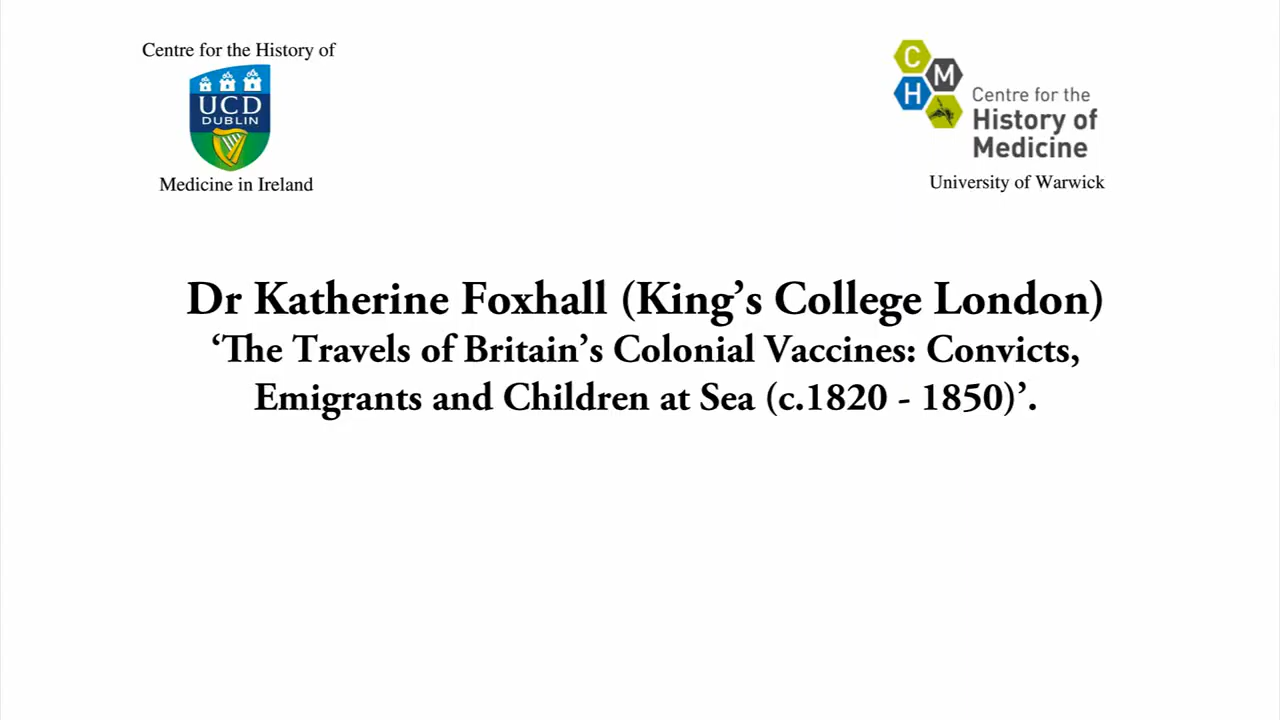 Centre for the History of
UCD
DUBLIN
Medicine in Ireland
C
M
H
Centre for the
History of
Medicine
University of Warwick
Dr Katherine Foxhall (King’s College London)
‘The Travels of Britain’s Colonial Vaccines: Convicts,
Emigrants and Children at Sea (c.1820 - 1850)’.